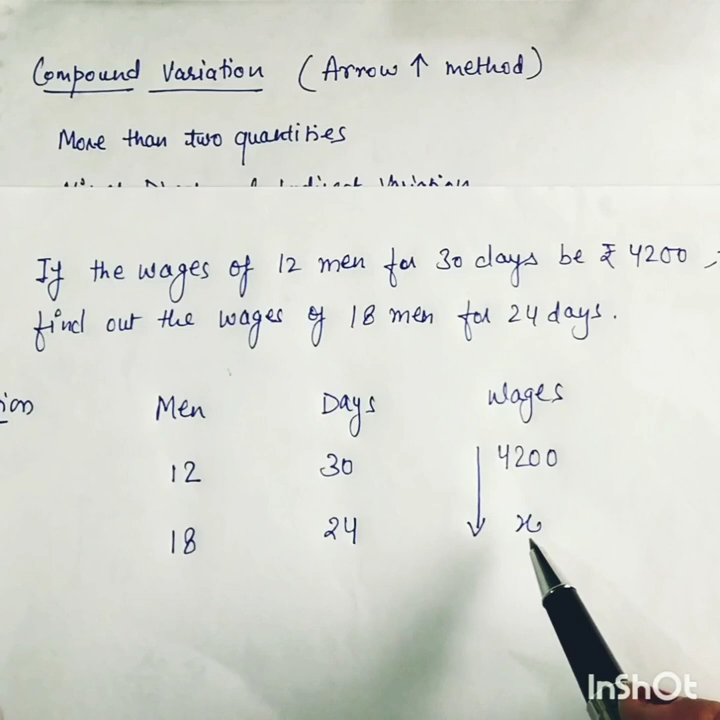 Compound Variation (Arrow ↑ method)
More than two quantities
If the wages of 12 men for 30 days be ₹ 4200,
find out the wages of 18 men for 24 days.
Men Days Wages
12 30 4200
18 24 x
InShOt